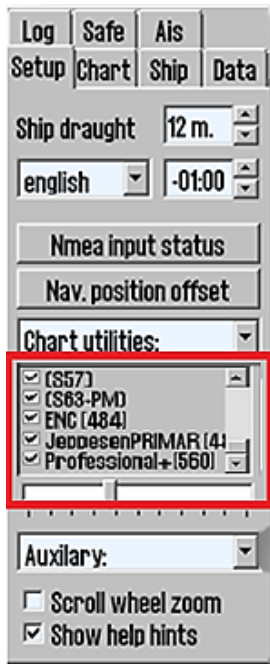 Log Safe Ais
Setup Chart Ship Data
Ship draught 12 m.
english -01:00
Nmea input status
Nav. position offset
Chart utilities:
(S57)
(S63-PM)
ENC (484)
JeppesenPRIMAR (4
Professional+(560)
Auxilary:
Scroll wheel zoom
Show help hints